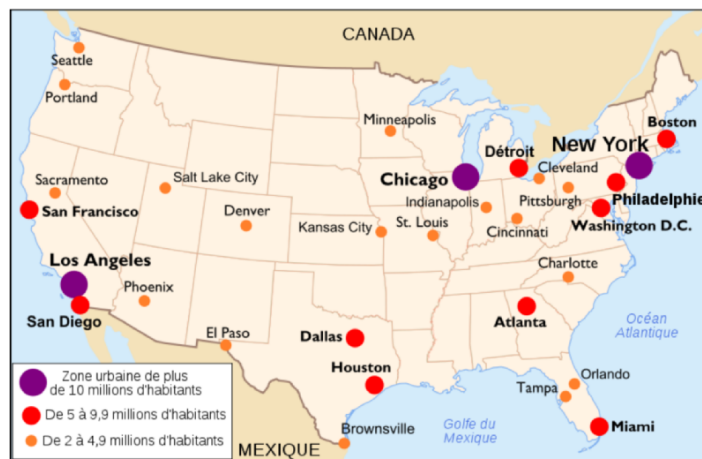 CANADA
Seattle
Portland
Minneapolis
Boston
New York
Détroit
Cleveland
Chicago
Salt Lake City
Sacramento
Indianapolis
Pittsburgh
Philadelphie
San Francisco
Denver
Kansas City
St. Louis
Cincinnati
Washington D.C.
Los Angeles
Charlotte
Phoenix
San Diego
El Paso
Dallas
Atlanta
Océan
Atlantique
Houston
Orlando
Tampa
Zone urbaine de plus
de 10 millions d'habitants
De 5 à 9,9 millions d'habitants
De 2 à 4,9 millions d'habitants
Brownsville
Golfe du
Mexique
Miami
MEXIQUE